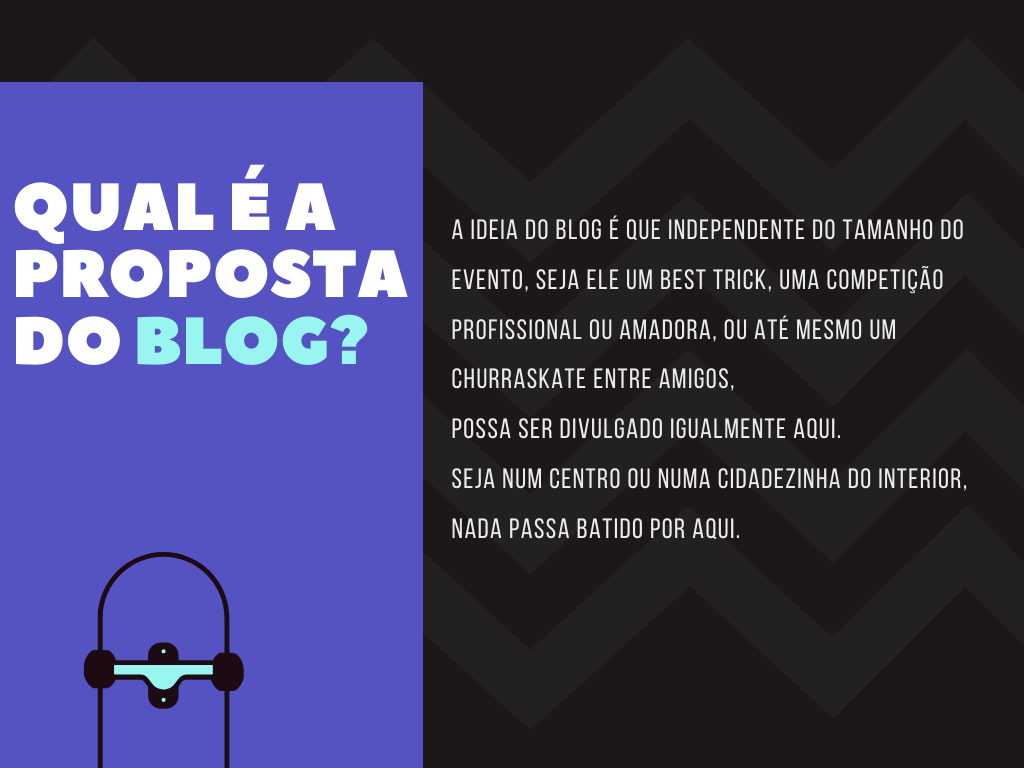 QUAL É A
PROPOSTA
DO BLOG?
A IDEIA DO BLOG É QUE INDEPENDENTE DO TAMANHO DO
EVENTO, SEJA ELE UM BEST TRICK, UMA COMPETIÇÃO
PROFISSIONAL OU AMADORA, OU ATÉ MESMO UM
CHURRASKATE ENTRE AMIGOS,
POSSA SER DIVULGADO IGUALMENTE AQUI.
SEJA NUM CENTRO OU NUMA CIDADEZINHA DO INTERIOR,
NADA PASSA BATIDO POR AQUI.